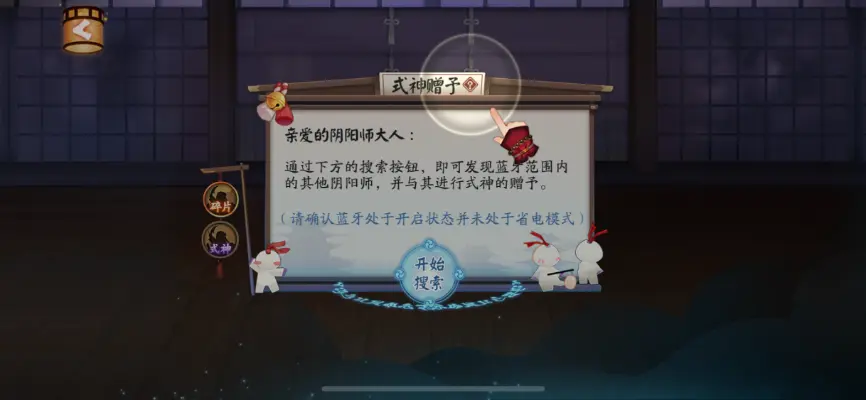 式神赠予?
亲爱的阴阳师大人：
通过下方的搜索按钮，即可发现蓝牙范围内
的其他阴阳师，并与其进行式神的赠予。
（请确认蓝牙处于开启状态并未处于省电模式）
碎片
式神
开始
搜索